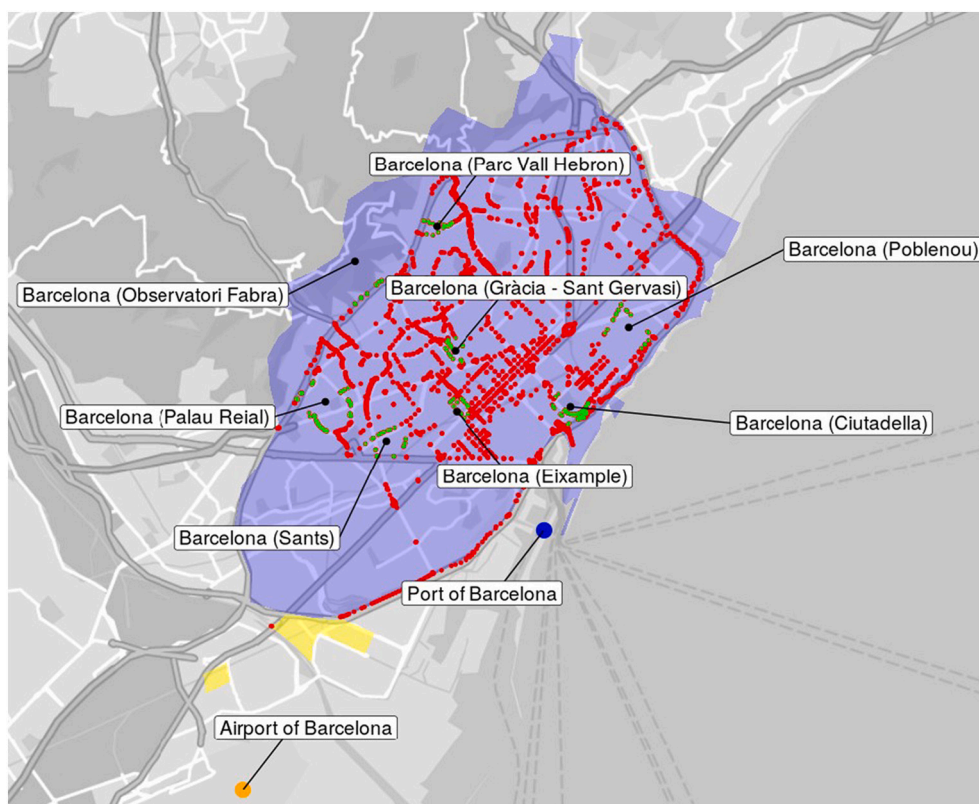 Barcelona (Parc Vall Hebron)
Barcelona (Poblenou)
Barcelona (Observatori Fabra)
Barcelona (Gràcia - Sant Gervasi)
Barcelona (Palau Reial)
Barcelona (Ciutadella)
Barcelona (Eixample)
Barcelona (Sants)
Port of Barcelona
Airport of Barcelona